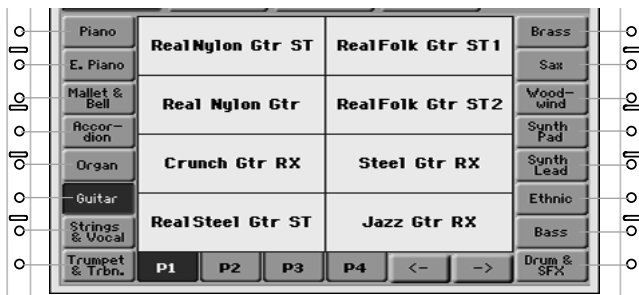 Piano
RealNylon Gtr ST
RealFolk Gtr ST1
Brass
E. Piano
Sax
Mallet &
Bell
Real Nylon Gtr
RealFolk Gtr ST2
Wood-
wind
Accor-
dion
Synth
Pad
Organ
Crunch Gtr RX
Steel Gtr RX
Synth
Lead
Guitar
Ethnic
Strings
& Vocal
RealSteel Gtr ST
Jazz Gtr RX
Bass
Trumpet
& Trbn.
P1
P2
P3
P4
<-
->
Drum &
SFX